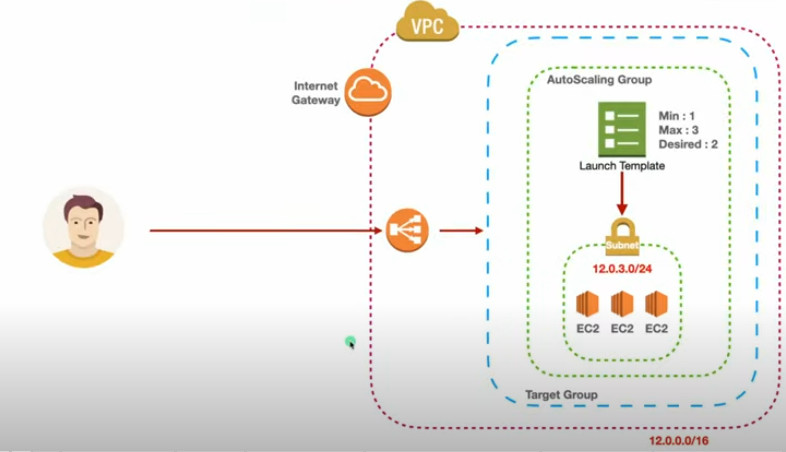 VPC
Internet
Gateway
AutoScaling Group
Min : 1
Max : 3
Desired : 2
Launch Template
Subnet
12.0.3.0/24
EC2 EC2 EC2
Target Group
12.0.0.0/16